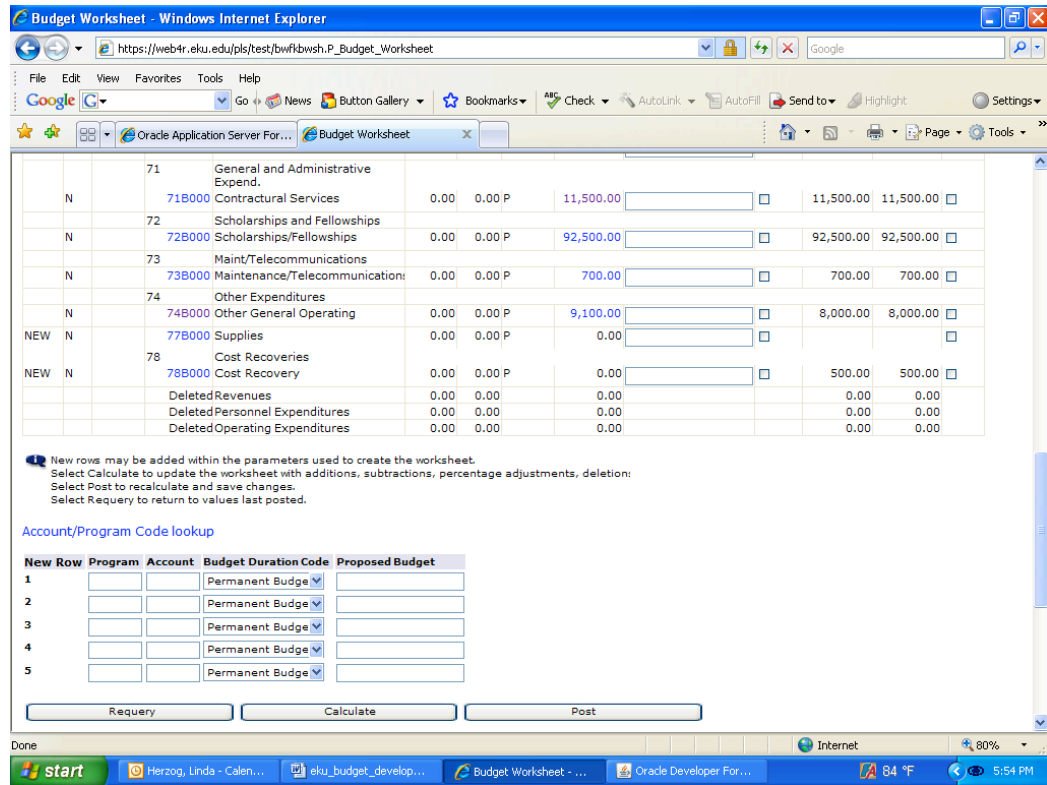 Budget Worksheet - Windows Internet Explorer
https://web4r.eku.edu/pls/test/bwfkbwsh.P_Budget_Worksheet Google
File Edit View Favorites Tools Help
Google G Go News Button Gallery Bookmarks ABC Check AutoLink AutoFill Send to Highlight Settings
Oracle Application Server For... Budget Worksheet x Page Tools »
71 General and Administrative
Expend.
N 71B000 Contractural Services 0.00 0.00 P 11,500.00 11,500.00 11,500.00
72 Scholarships and Fellowships
N 72B000 Scholarships/Fellowships 0.00 0.00 P 92,500.00 92,500.00 92,500.00
73 Maint/Telecommunications
N 73B000 Maintenance/Telecommunications 0.00 0.00 P 700.00 700.00 700.00
74 Other Expenditures
N 74B000 Other General Operating 0.00 0.00 P 9,100.00 8,000.00 8,000.00
NEW N 77B000 Supplies 0.00 0.00 P 0.00
78 Cost Recoveries
NEW N 78B000 Cost Recovery 0.00 0.00 P 0.00 500.00 500.00
Deleted Revenues 0.00 0.00 0.00 0.00 0.00
Deleted Personnel Expenditures 0.00 0.00 0.00 0.00 0.00
Deleted Operating Expenditures 0.00 0.00 0.00 0.00 0.00
New rows may be added within the parameters used to create the worksheet.
Select Calculate to update the worksheet with additions, subtractions, percentage adjustments, deletion
Select Post to recalculate and save changes.
Select Requery to return to values last posted.
Account/Program Code lookup
New Row Program Account Budget Duration Code Proposed Budget
1 Permanent Budge
2 Permanent Budge
3 Permanent Budge
4 Permanent Budge
5 Permanent Budge
Requery Calculate Post
Done Internet 80%
start Herzog, Linda - Calen... eku_budget_develop... Budget Worksheet - ... Oracle Developer For... 84 °F 5:54 PM